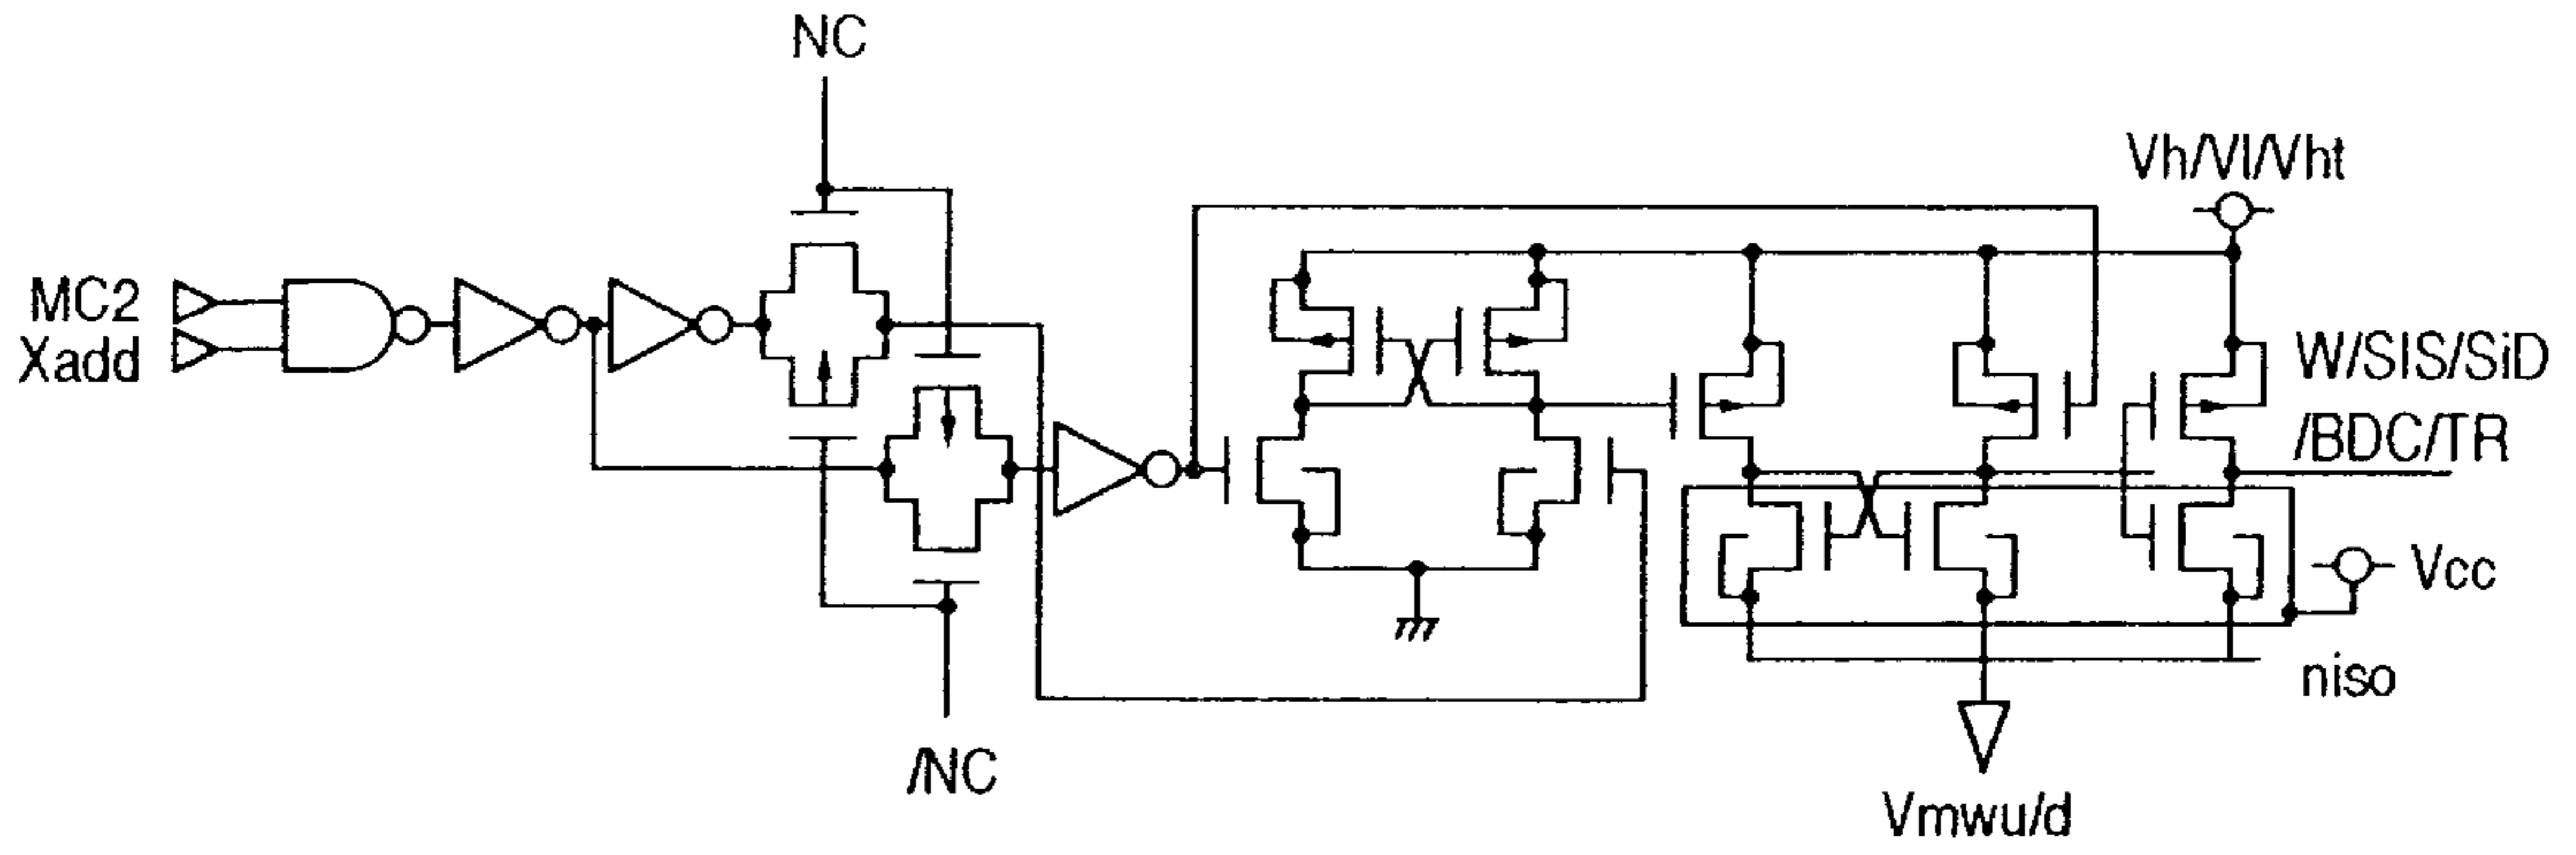 NC
Vh/Vl/Vht
MC2
Xadd
W/SIS/SiD
/BDC/TR
Vcc
niso
/NC
Vmwu/d